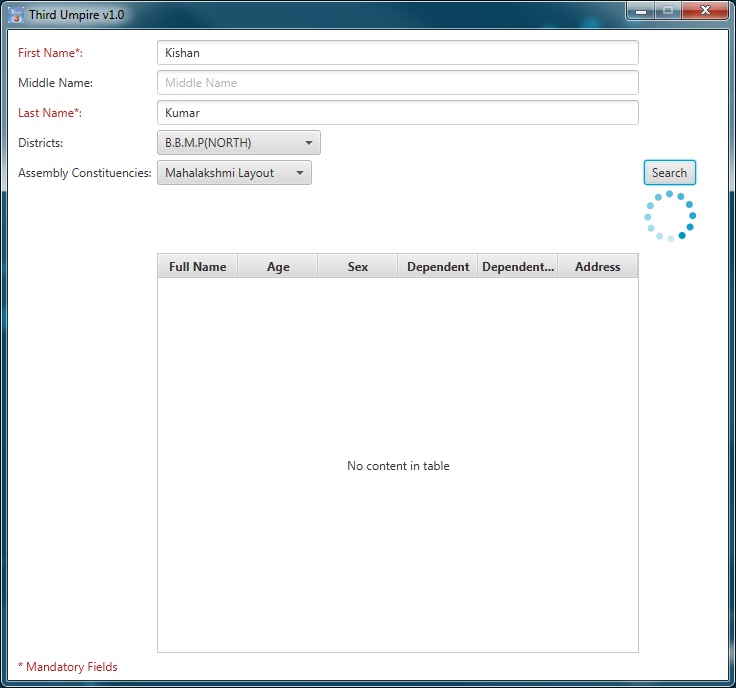 Third Umpire v1.0
First Name*: Kishan
Middle Name: Middle Name
Last Name*: Kumar
Districts: B.B.M.P(NORTH)
Assembly Constituencies: Mahalakshmi Layout Search
Full Name Age Sex Dependent Dependent... Address
No content in table
* Mandatory Fields